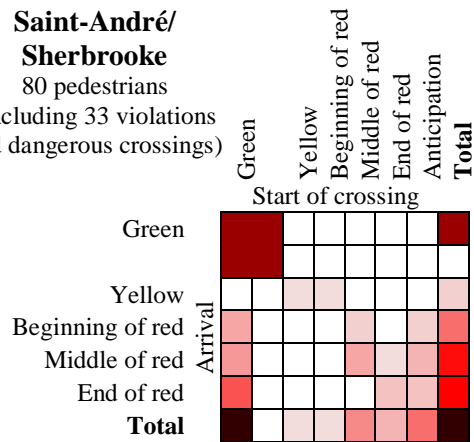 Saint-André/
Sherbrooke
80 pedestrians
cluding 33 violations
dangerous crossings)
Green
Yellow
Beginning of red
Middle of red
End of red
Anticipation
Total
Start of crossing
Arrival
Green
Yellow
Beginning of red
Middle of red
End of red
Total